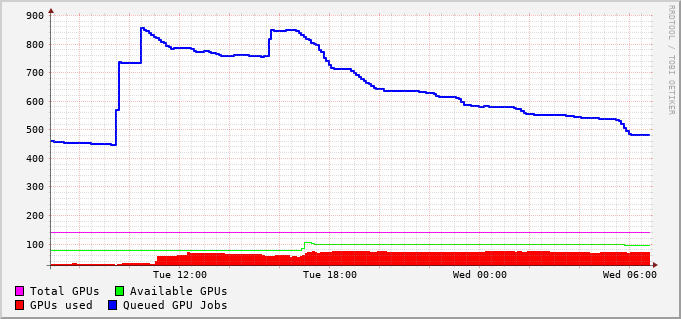 900
800
700
600
500
400
300
200
100
Tue 12:00 Tue 18:00 Wed 00:00 Wed 06:00
Total GPUs Available GPUs
GPUs used Queued GPU Jobs
RRDTOOL / TOBI OETIKER